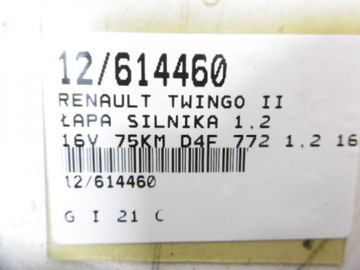 12/614460
RENAULT TWINGO II
ŁAPA SILNIKA 1.2
16V 75KM D4F 772 1.2 16
12/614460
G I 21 C